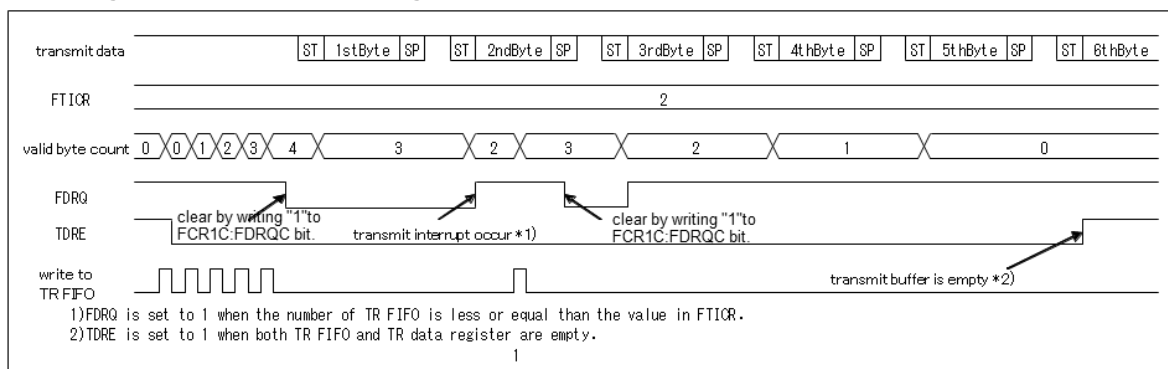 transmit data ST 1stByte SP ST 2ndByte SP ST 3rdByte SP ST 4thByte SP ST 5thByte SP ST 6thByte
FTICR 2
valid byte count 0 0 1 2 3 4 3 2 3 2 1 0
FDRQ
clear by writing "1"to
FCR1C:FDRQC bit.
transmit interrupt occur *1)
clear by writing "1"to
FCR1C:FDRQC bit.
TDRE
write to
TR FIFO
transmit buffer is empty *2)
1)FDRQ is set to 1 when the number of TR FIFO is less or equal than the value in FTICR.
2)TDRE is set to 1 when both TR FIFO and TR data register are empty.
1